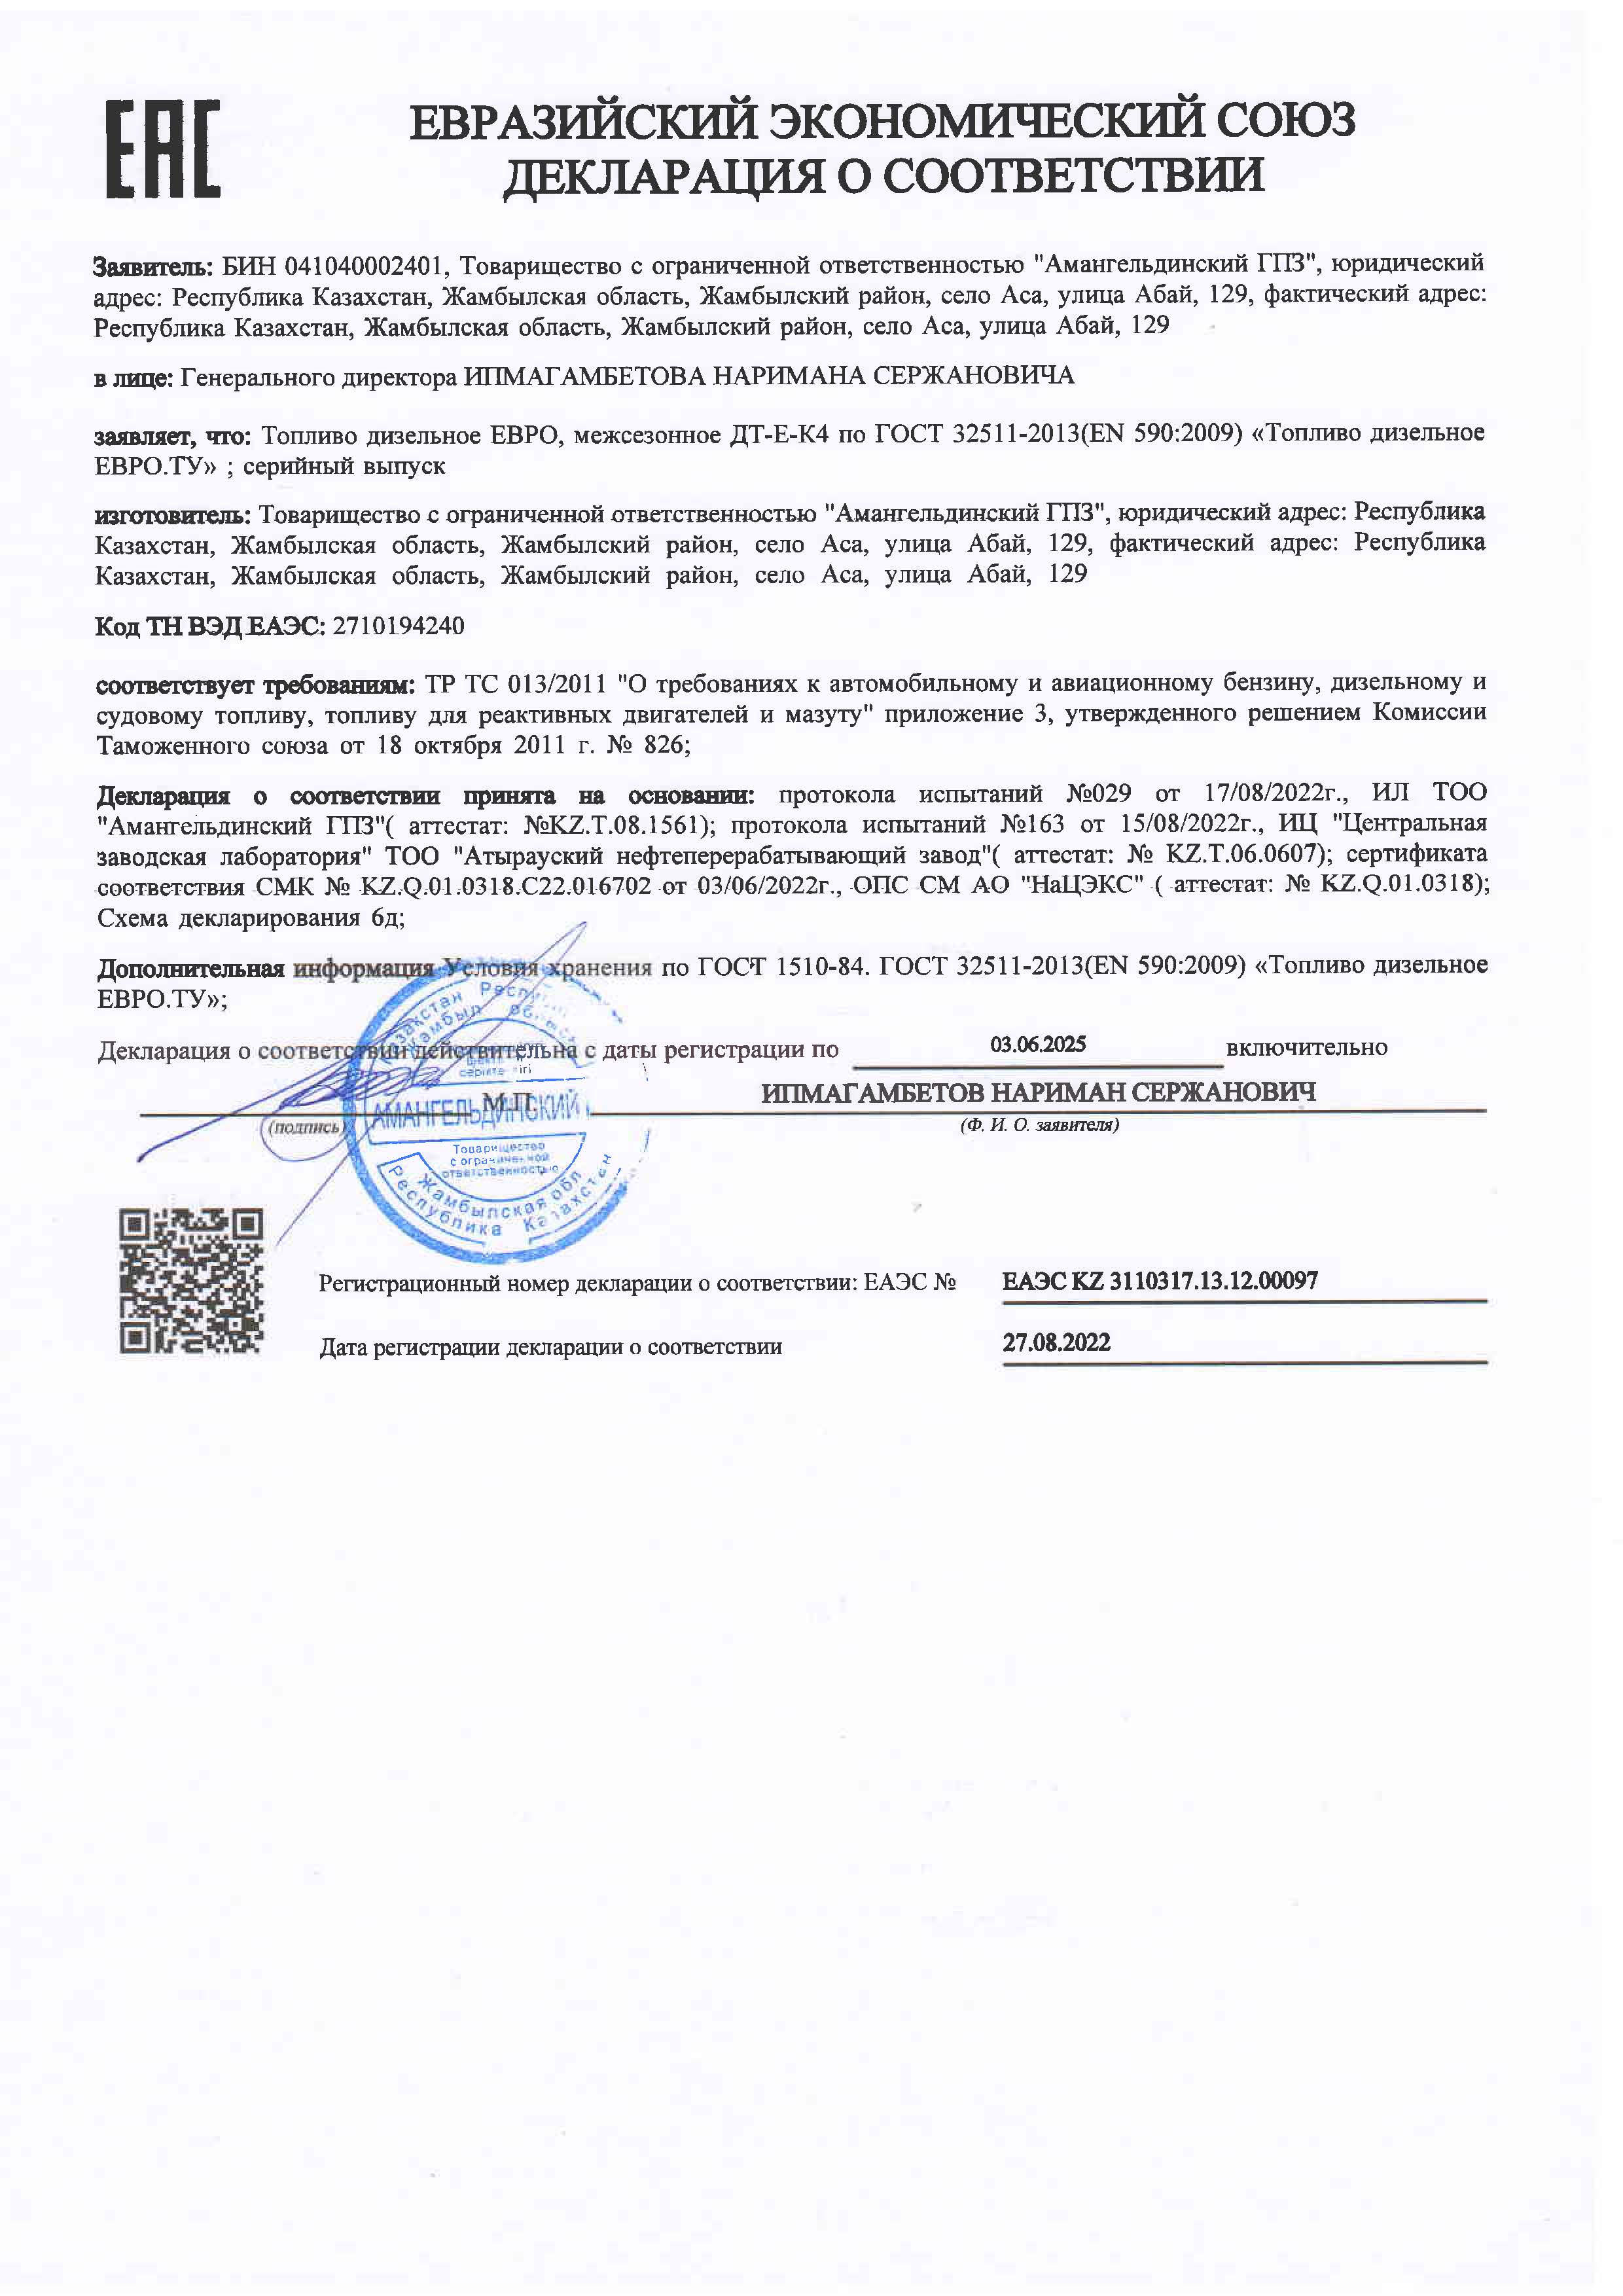 ЕАС
ЕВРАЗИЙСКИЙ ЭКОНОМИЧЕСКИЙ СОЮЗ
ДЕКЛАРАЦИЯ О СООТВЕТСТВИИ
Заявитель: БИН 041040002401, Товарищество с ограниченной ответственностью "Амангельдинский ГПЗ", юридический
адрес: Республика Казахстан, Жамбылская область, Жамбылский район, село Аса, улица Абай, 129, фактический адрес:
Республика Казахстан, Жамбылская область, Жамбылский район, село Аса, улица Абай, 129
в лице: Генерального директора ИПМАГАМБЕТОВА НАРИМАНА СЕРЖАНОВИЧА
заявляет, что: Топливо дизельное ЕВРО, межсезонное ДТ-Е-К4 по ГОСТ 32511-2013(EN 590:2009) «Топливо дизельное
ЕВРО.ТУ» ; серийный выпуск
изготовитель: Товарищество с ограниченной ответственностью "Амангельдинский ГПЗ", юридический адрес: Республика
Казахстан, Жамбылская область, Жамбылский район, село Аса, улица Абай, 129, фактический адрес: Республика
Казахстан, Жамбылская область, Жамбылский район, село Аса, улица Абай, 129
Код ТН ВЭД ЕАЭС: 2710194240
соответствует требованиям: ТР ТС 013/2011 "О требованиях к автомобильному и авиационному бензину, дизельному и
судовому топливу, топливу для реактивных двигателей и мазуту" приложение 3, утвержденного решением Комиссии
Таможенного союза от 18 октября 2011 г. № 826;
Декларация о соответствии принята на основании: протокола испытаний №029 от 17/08/2022г., ИЛ ТОО
"Амангельдинский ГПЗ"( аттестат: №KZ.T.08.1561); протокола испытаний №163 от 15/08/2022г., ИЦ "Центральная
заводская лаборатория" ТОО "Атырауский нефтеперерабатывающий завод"( аттестат: № KZ.T.06.0607); сертификата
соответствия СМК № KZ.Q.01.0318.C22.016702 от 03/06/2022г., ОПС СМ АО "НаЦЭКС" ( аттестат: № KZ.Q.01.0318);
Схема декларирования 6д;
Дополнительная информация Условия хранения по ГОСТ 1510-84. ГОСТ 32511-2013(EN 590:2009) «Топливо дизельное
ЕВРО.ТУ»;
Декларация о соответствии действительна с даты регистрации по 03.06.2025 включительно
М.П. ИПМАГАМБЕТОВ НАРИМАН СЕРЖАНОВИЧ
(подпись) (Ф. И. О. заявителя)
АМАНГЕЛЬДИНСКИЙ
Товарищество
с ограниченной
ответственностью
Жамбылская обл
Республика Казахстан
Регистрационный номер декларации о соответствии: ЕАЭС № ЕАЭС KZ 3110317.13.12.00097
Дата регистрации декларации о соответствии 27.08.2022